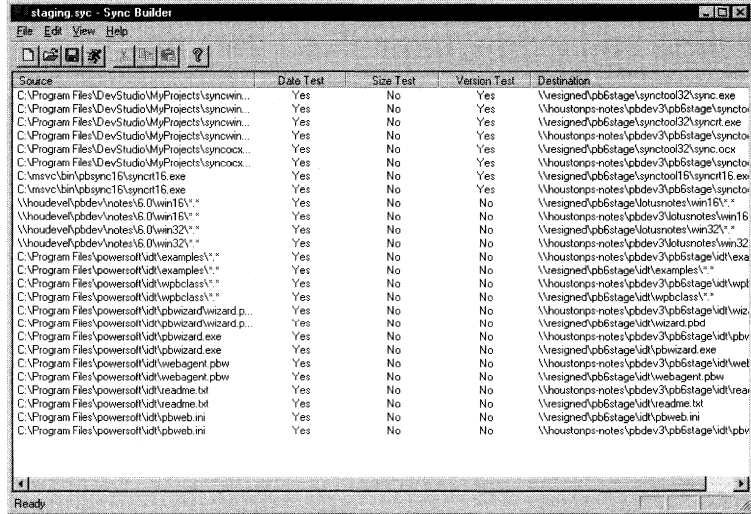 staging.syc - Sync Builder
File Edit View Help
Source Date Test Size Test Version Test Destination
C:\Program Files\DevStudio\MyProjects\syncwin... Yes No Yes \\resigned\pb6stage\synctool32\sync.exe
C:\Program Files\DevStudio\MyProjects\syncwin... Yes No Yes \\houstonps-notes\pbdev3\pb6stage\syncto
C:\Program Files\DevStudio\MyProjects\syncwin... Yes No Yes \\resigned\pb6stage\synctool32\syncrt.exe
C:\Program Files\DevStudio\MyProjects\syncwin... Yes No Yes \\houstonps-notes\pbdev3\pb6stage\syncto
C:\Program Files\DevStudio\MyProjects\syncocx... Yes No Yes \\resigned\pb6stage\synctool32\sync.ocx
C:\Program Files\DevStudio\MyProjects\syncocx... Yes No Yes \\houstonps-notes\pbdev3\pb6stage\syncto
C:\msvc\bin\pbsync16\syncrt16.exe Yes No Yes \\resigned\pb6stage\synctool16\syncrt16.ex
C:\msvc\bin\pbsync16\syncrt16.exe Yes No Yes \\houstonps-notes\pbdev3\pb6stage\syncto
\\houdevel\pbdev\notes\6.0\win16\*.* Yes No No \\resigned\pb6stage\lotusnotes\win16\*.*
\\houdevel\pbdev\notes\6.0\win16\*.* Yes No No \\houstonps-notes\pbdev3\lotusnotes\win16
\\houdevel\pbdev\notes\6.0\win32\*.* Yes No No \\resigned\pb6stage\lotusnotes\win32\*.*
\\houdevel\pbdev\notes\6.0\win32\*.* Yes No No \\houstonps-notes\pbdev3\lotusnotes\win32
C:\Program Files\powersoft\idt\examples\*.* Yes No No \\houstonps-notes\pbdev3\pb6stage\idt\exa
C:\Program Files\powersoft\idt\examples\*.* Yes No No \\resigned\pb6stage\idt\examples\*.*
C:\Program Files\powersoft\idt\wpbclass\*.* Yes No No \\houstonps-notes\pbdev3\pb6stage\idt\wpb
C:\Program Files\powersoft\idt\wpbclass\*.* Yes No No \\resigned\pb6stage\idt\wpbclass\*.*
C:\Program Files\powersoft\idt\pbwizard\wizard.p... Yes No No \\houstonps-notes\pbdev3\pb6stage\idt\wiz
C:\Program Files\powersoft\idt\pbwizard\wizard.p... Yes No No \\resigned\pb6stage\idt\wizard.pbd
C:\Program Files\powersoft\idt\pbwizard.exe Yes No No \\houstonps-notes\pbdev3\pb6stage\idt\pbw
C:\Program Files\powersoft\idt\pbwizard.exe Yes No No \\resigned\pb6stage\idt\pbwizard.exe
C:\Program Files\powersoft\idt\webagent.pbw Yes No No \\houstonps-notes\pbdev3\pb6stage\idt\wel
C:\Program Files\powersoft\idt\webagent.pbw Yes No No \\resigned\pb6stage\idt\webagent.pbw
C:\Program Files\powersoft\idt\readme.txt Yes No No \\houstonps-notes\pbdev3\pb6stage\idt\rea
C:\Program Files\powersoft\idt\readme.txt Yes No No \\resigned\pb6stage\idt\readme.txt
C:\Program Files\powersoft\idt\pbweb.ini Yes No No \\resigned\pb6stage\idt\pbweb.ini
C:\Program Files\powersoft\idt\pbweb.ini Yes No No \\houstonps-notes\pbdev3\pb6stage\idt\pbw
Ready